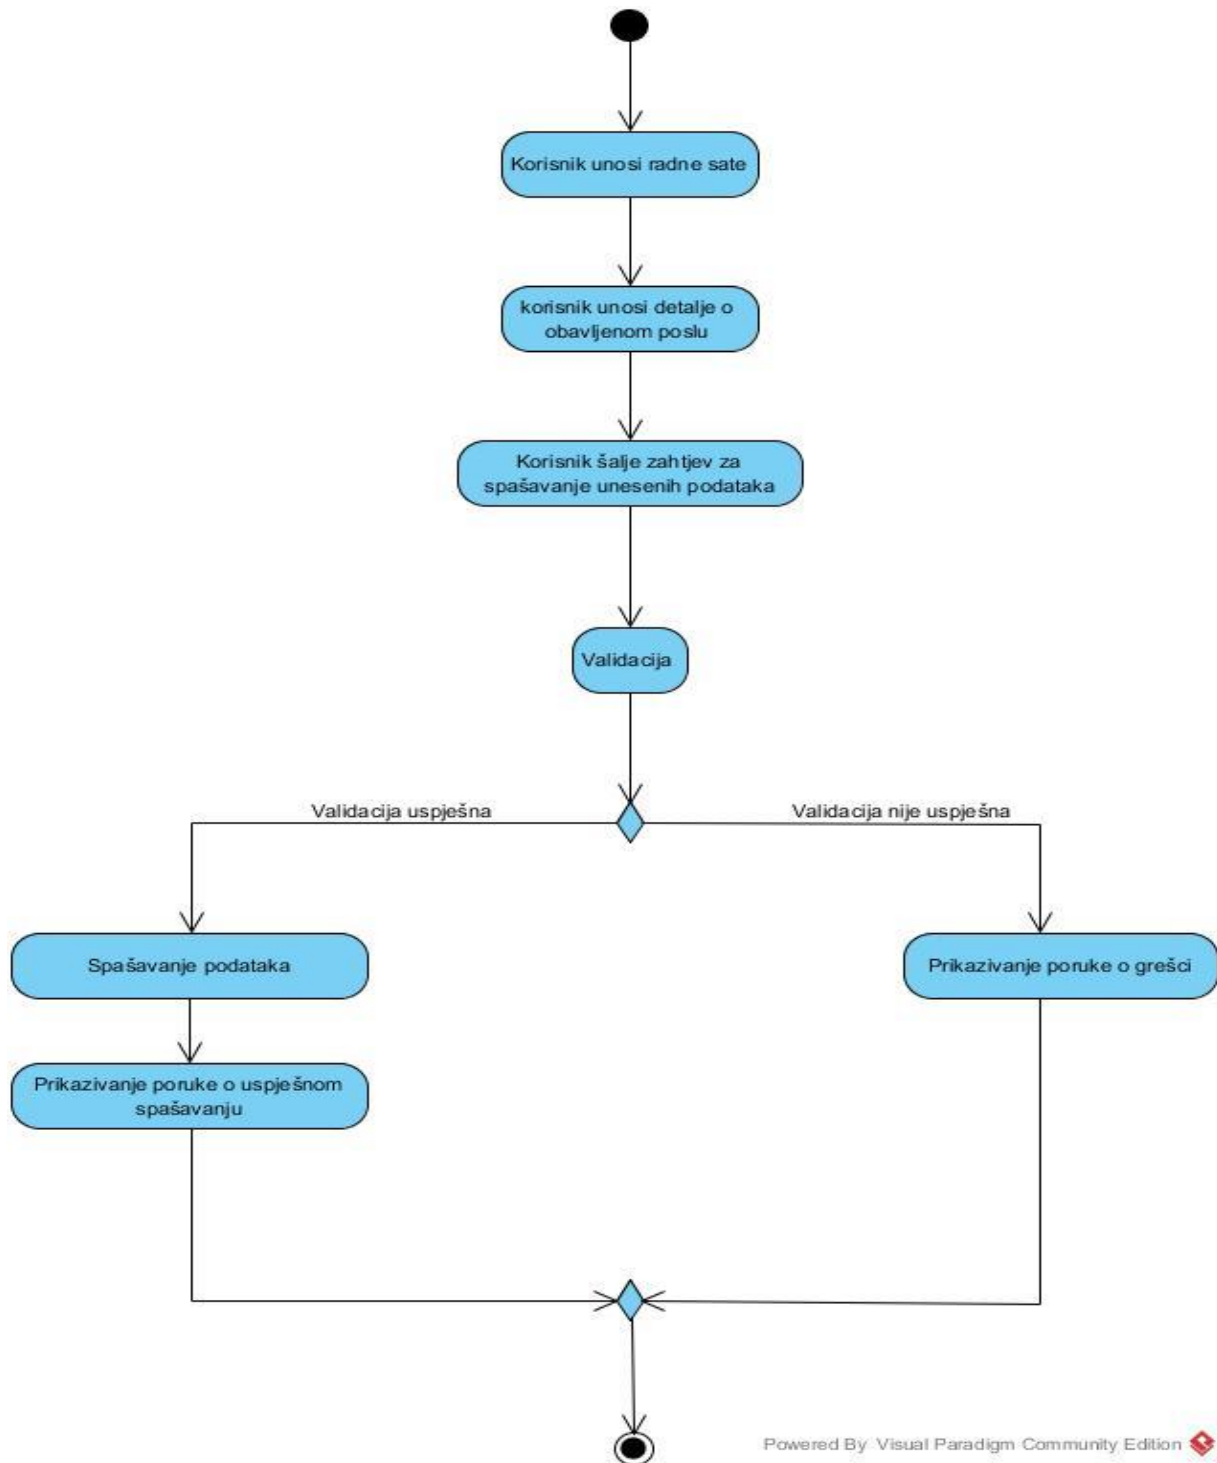 Korisnik unosi radne sate
korisnik unosi detalje o
obavljenom poslu
Korisnik šalje zahtjev za
spašavanje unesenih podataka
Validacija
Validacija uspješna
Validacija nije uspješna
Spašavanje podataka
Prikazivanje poruke o grešci
Prikazivanje poruke o uspješnom
spašavanju
Powered By Visual Paradigm Community Edition